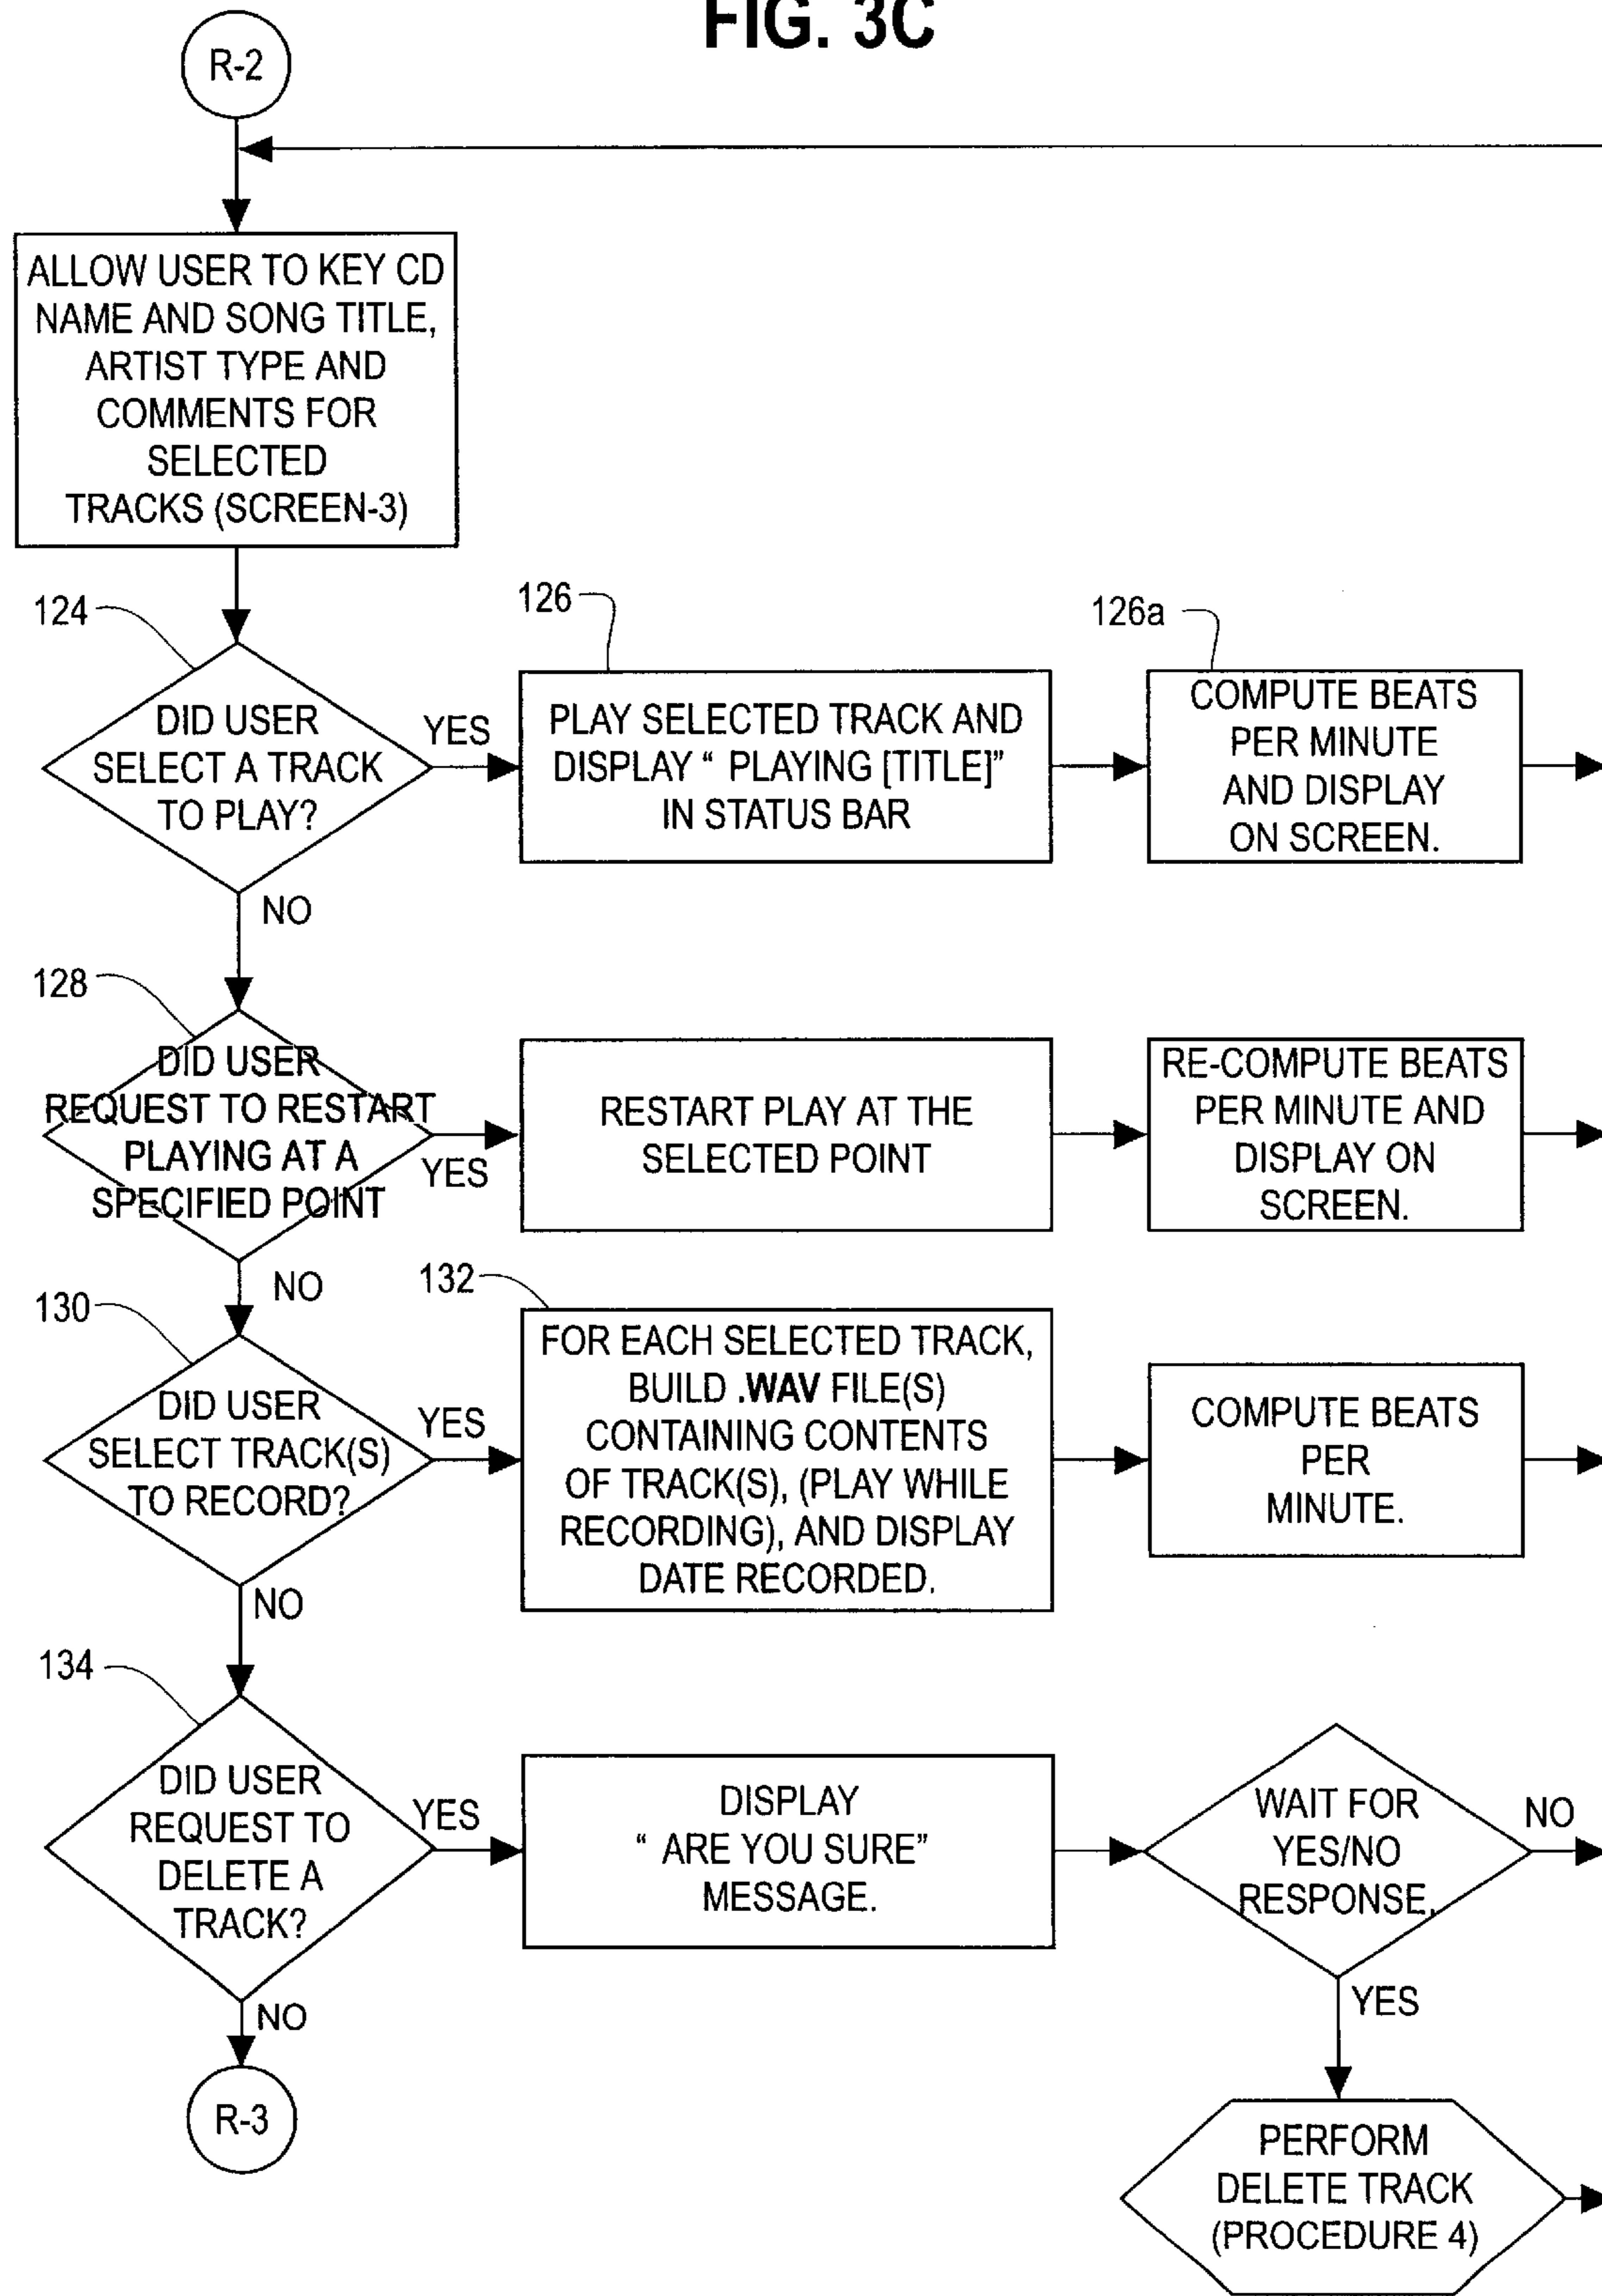 FIG. 3C
R-2
ALLOW USER TO KEY CD
NAME AND SONG TITLE,
ARTIST TYPE AND
COMMENTS FOR
SELECTED
TRACKS (SCREEN-3)
124
DID USER
SELECT A TRACK
TO PLAY?
YES
NO
126
PLAY SELECTED TRACK AND
DISPLAY “ PLAYING [TITLE]”
IN STATUS BAR
126a
COMPUTE BEATS
PER MINUTE
AND DISPLAY
ON SCREEN.
128
DID USER
REQUEST TO RESTART
PLAYING AT A
SPECIFIED POINT
YES
NO
RESTART PLAY AT THE
SELECTED POINT
RE-COMPUTE BEATS
PER MINUTE AND
DISPLAY ON
SCREEN.
130
DID USER
SELECT TRACK(S)
TO RECORD?
YES
NO
132
FOR EACH SELECTED TRACK,
BUILD .WAV FILE(S)
CONTAINING CONTENTS
OF TRACK(S), (PLAY WHILE
RECORDING), AND DISPLAY
DATE RECORDED.
COMPUTE BEATS
PER
MINUTE.
134
DID USER
REQUEST TO
DELETE A
TRACK?
YES
NO
DISPLAY
“ ARE YOU SURE”
MESSAGE.
WAIT FOR
YES/NO
RESPONSE.
NO
YES
R-3
PERFORM
DELETE TRACK
(PROCEDURE 4)